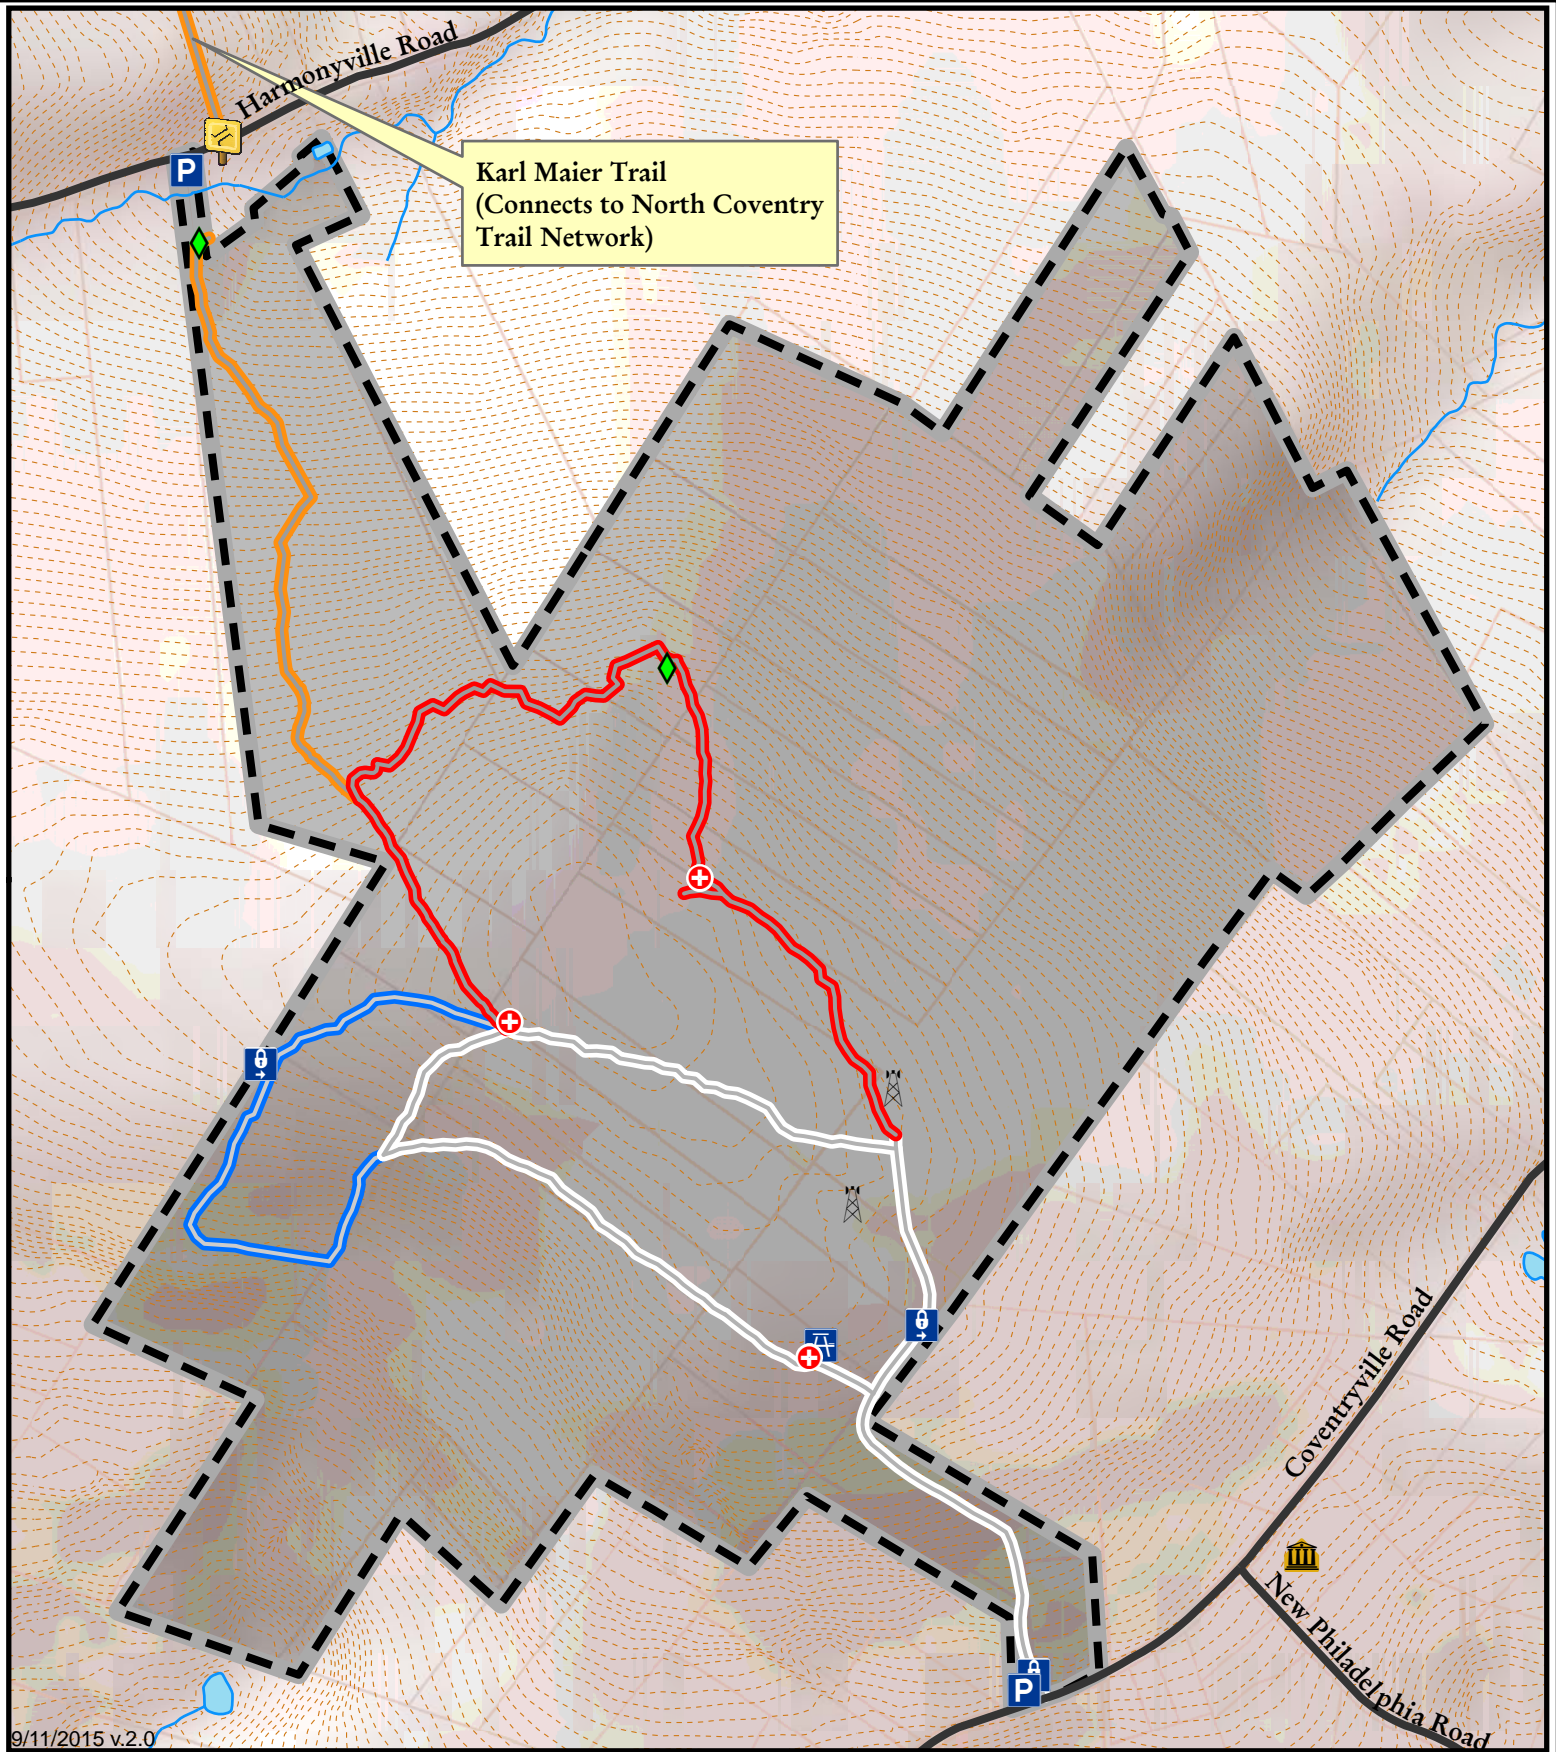 Harmonyville Road
P
Karl Maier Trail
(Connects to North Coventry
Trail Network)
Coventryville Road
New Philadelphia Road
P
9/11/2015 v.2.0